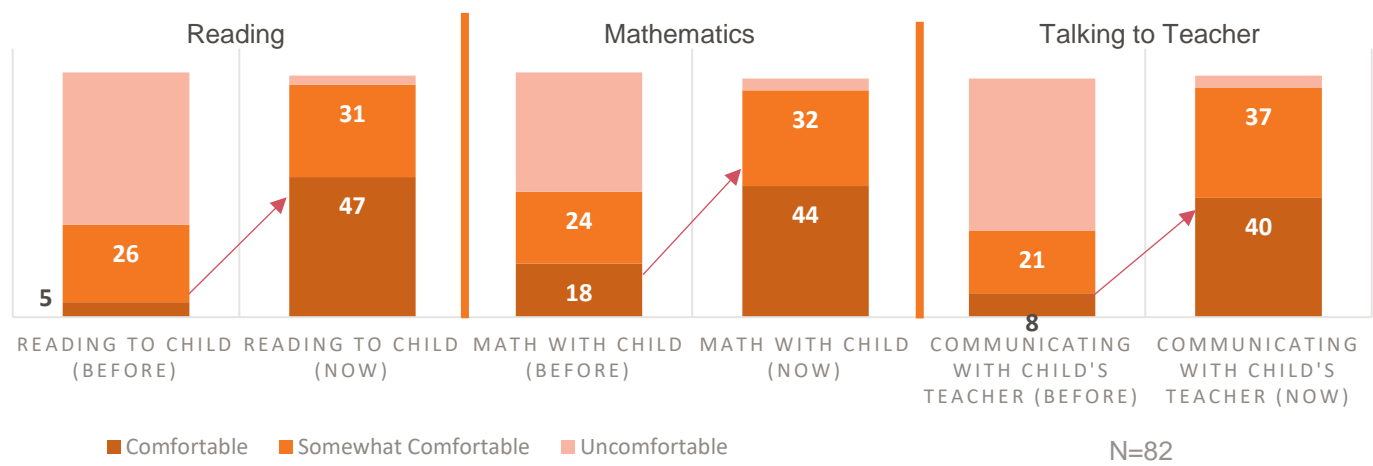 Reading
Mathematics
Talking to Teacher
5
26
31
47
24
18
32
44
21
8
37
40
READING TO CHILD
(BEFORE)
READING TO CHILD
(NOW)
MATH WITH CHILD
(BEFORE)
MATH WITH CHILD
(NOW)
COMMUNICATING
WITH CHILD'S
TEACHER (BEFORE)
COMMUNICATING
WITH CHILD'S
TEACHER (NOW)
Comfortable
Somewhat Comfortable
Uncomfortable
N=82